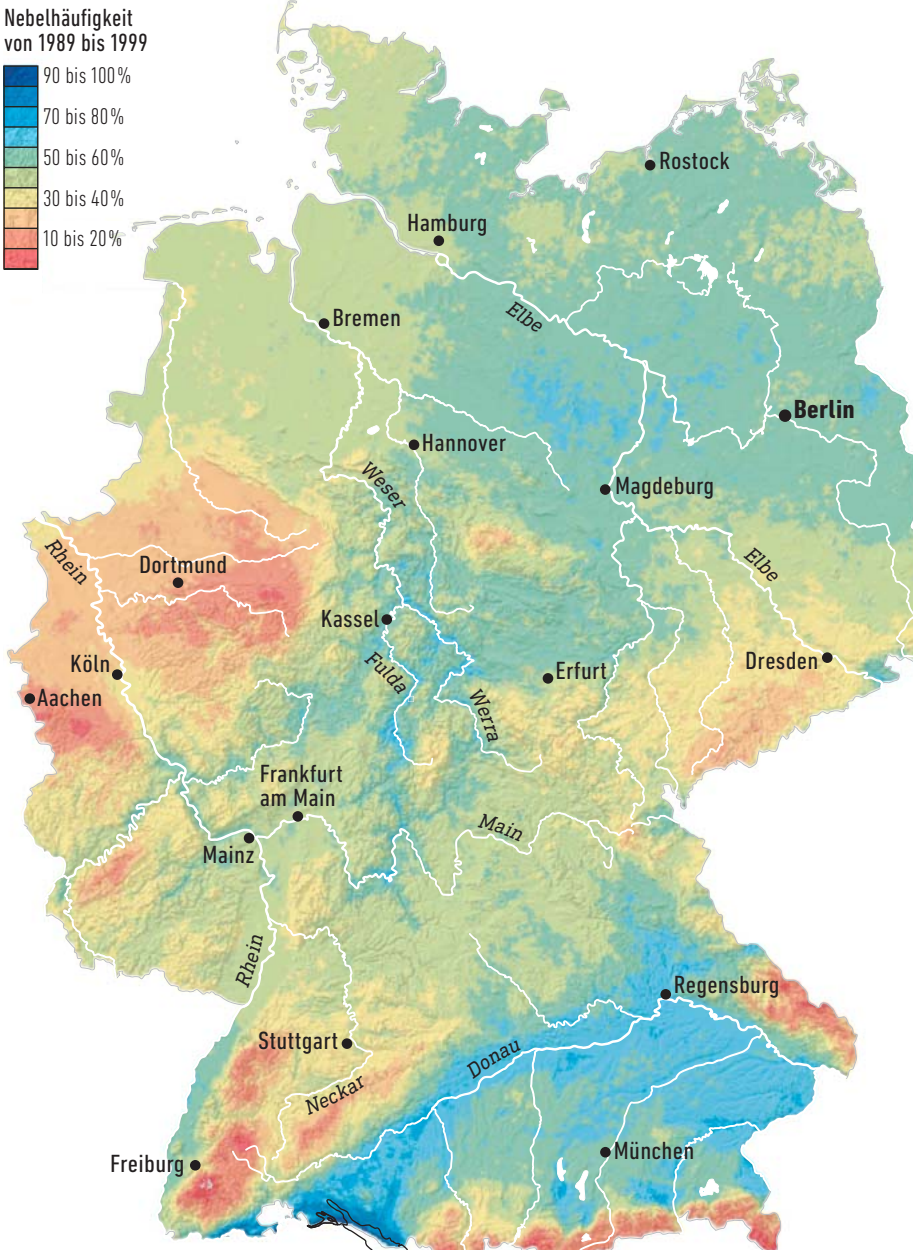 Nebelhäufigkeit
von 1989 bis 1999
90 bis 100%
70 bis 80%
50 bis 60%
30 bis 40%
10 bis 20%
Rostock
Hamburg
Elbe
Bremen
Berlin
Hannover
Weser
Magdeburg
Rhein
Dortmund
Elbe
Kassel
Köln
Fulda
Erfurt
Dresden
Aachen
Werra
Frankfurt
am Main
Main
Mainz
Rhein
Regensburg
Stuttgart
Donau
Neckar
München
Freiburg